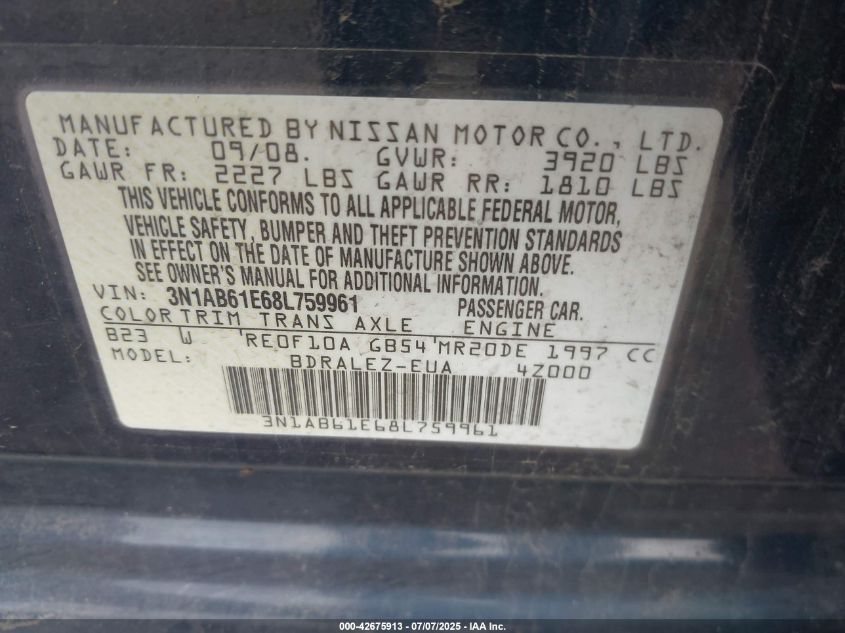 MANUFACTURED BY NISSAN MOTOR CO., LTD.
DATE: 09/08. GVWR: 3920 LBS
GAWR FR: 2227 LBS GAWR RR: 1810 LBS
THIS VEHICLE CONFORMS TO ALL APPLICABLE FEDERAL MOTOR,
VEHICLE SAFETY, BUMPER AND THEFT PREVENTION STANDARDS
IN EFFECT ON THE DATE OF MANUFACTURE SHOWN ABOVE.
SEE OWNER'S MANUAL FOR ADDITIONAL INFORMATION.
VIN: 3N1AB61E68L759961 PASSENGER CAR.
COLOR TRIM TRANS AXLE ENGINE
B23 W 'RE0F10A GB54'MR20DE 1997 CC
MODEL: BDRALEZ-EUA 4Z000
3N1AB61E68L759961
000-42675913 - 07/07/2025 - IAA Inc.